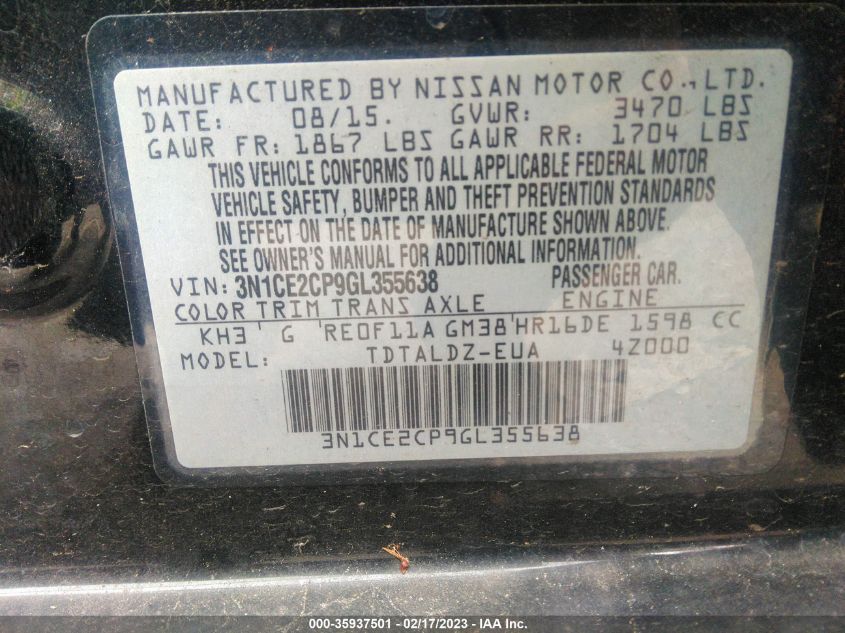 MANUFACTURED BY NISSAN MOTOR CO., LTD.
DATE: 08/15. GVWR: 3470 LBS
GAWR FR: 1867 LBS GAWR RR: 1704 LBS
THIS VEHICLE CONFORMS TO ALL APPLICABLE FEDERAL MOTOR
VEHICLE SAFETY, BUMPER AND THEFT PREVENTION STANDARDS
IN EFFECT ON THE DATE OF MANUFACTURE SHOWN ABOVE.
SEE OWNER'S MANUAL FOR ADDITIONAL INFORMATION.
VIN: 3N1CE2CP9GL355638 PASSENGER CAR.
COLOR TRIM TRANS AXLE ENGINE
KH3 ' G 'RE0F11A GM38'HR16DE 1598 CC
MODEL: TDTALDZ-EUA 4Z000
3N1CE2CP9GL355638
000-35937501 - 02/17/2023 - IAA Inc.